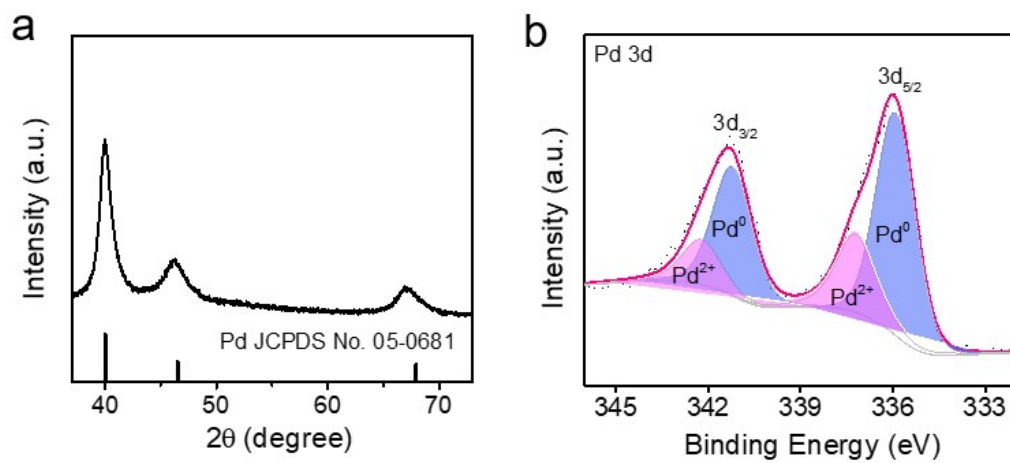 a
Intensity (a.u.)
Pd JCPDS No. 05-0681
40 50 60 70
2θ (degree)
b
Pd 3d
3d5/2
3d3/2
Pd0
Pd0
Pd2+
Pd2+
Intensity (a.u.)
345 342 339 336 333
Binding Energy (eV)